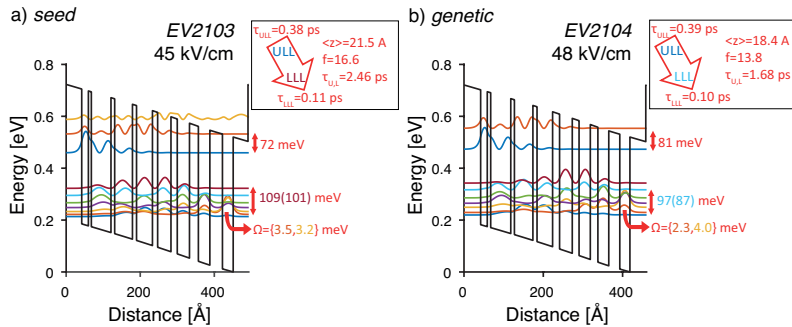 a) seed
EV2103
45 kV/cm
τULL=0.38 ps
ULL
LLL
τLLL=0.11 ps
<z>=21.5 A
f=16.6
τU,L=2.46 ps
0.8
0.6
0.4
0.2
0
Energy [eV]
72 meV
109(101) meV
Ω={3.5,3.2} meV
0
200
400
Distance [Å]
b) genetic
EV2104
48 kV/cm
τULL=0.39 ps
ULL
LLL
τLLL=0.10 ps
<z>=18.4 A
f=13.8
τU,L=1.68 ps
0.8
0.6
0.4
0.2
0
Energy [eV]
81 meV
97(87) meV
Ω={2.3,4.0} meV
0
200
400
Distance [Å]